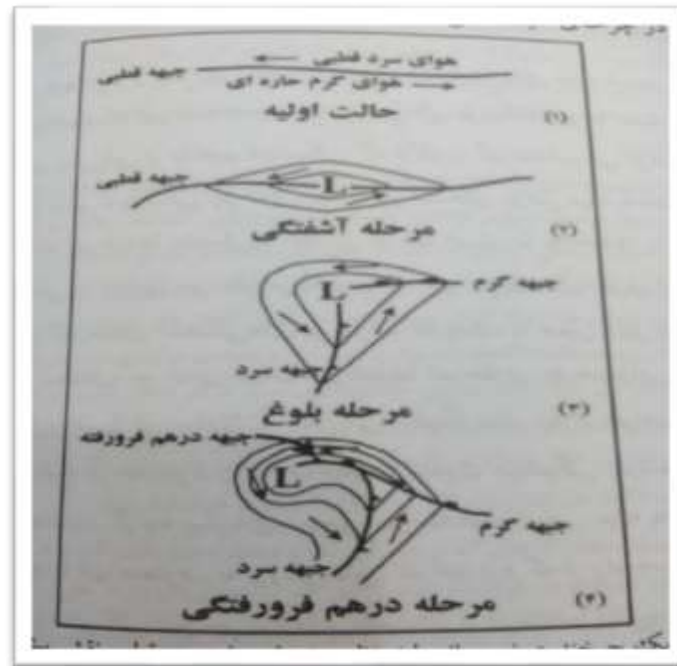 هوای سرد قطبی
جبهه قطبی
هوای گرم حاره ای
حالت اولیه (۱)
جبهه قطبی
L
مرحله آشفتگی (۲)
جبهه گرم
L
جبهه سرد
مرحله بلوغ (۳)
جبهه درهم فرورفته
L
جبهه گرم
جبهه سرد
مرحله درهم فرورفتگی (۴)